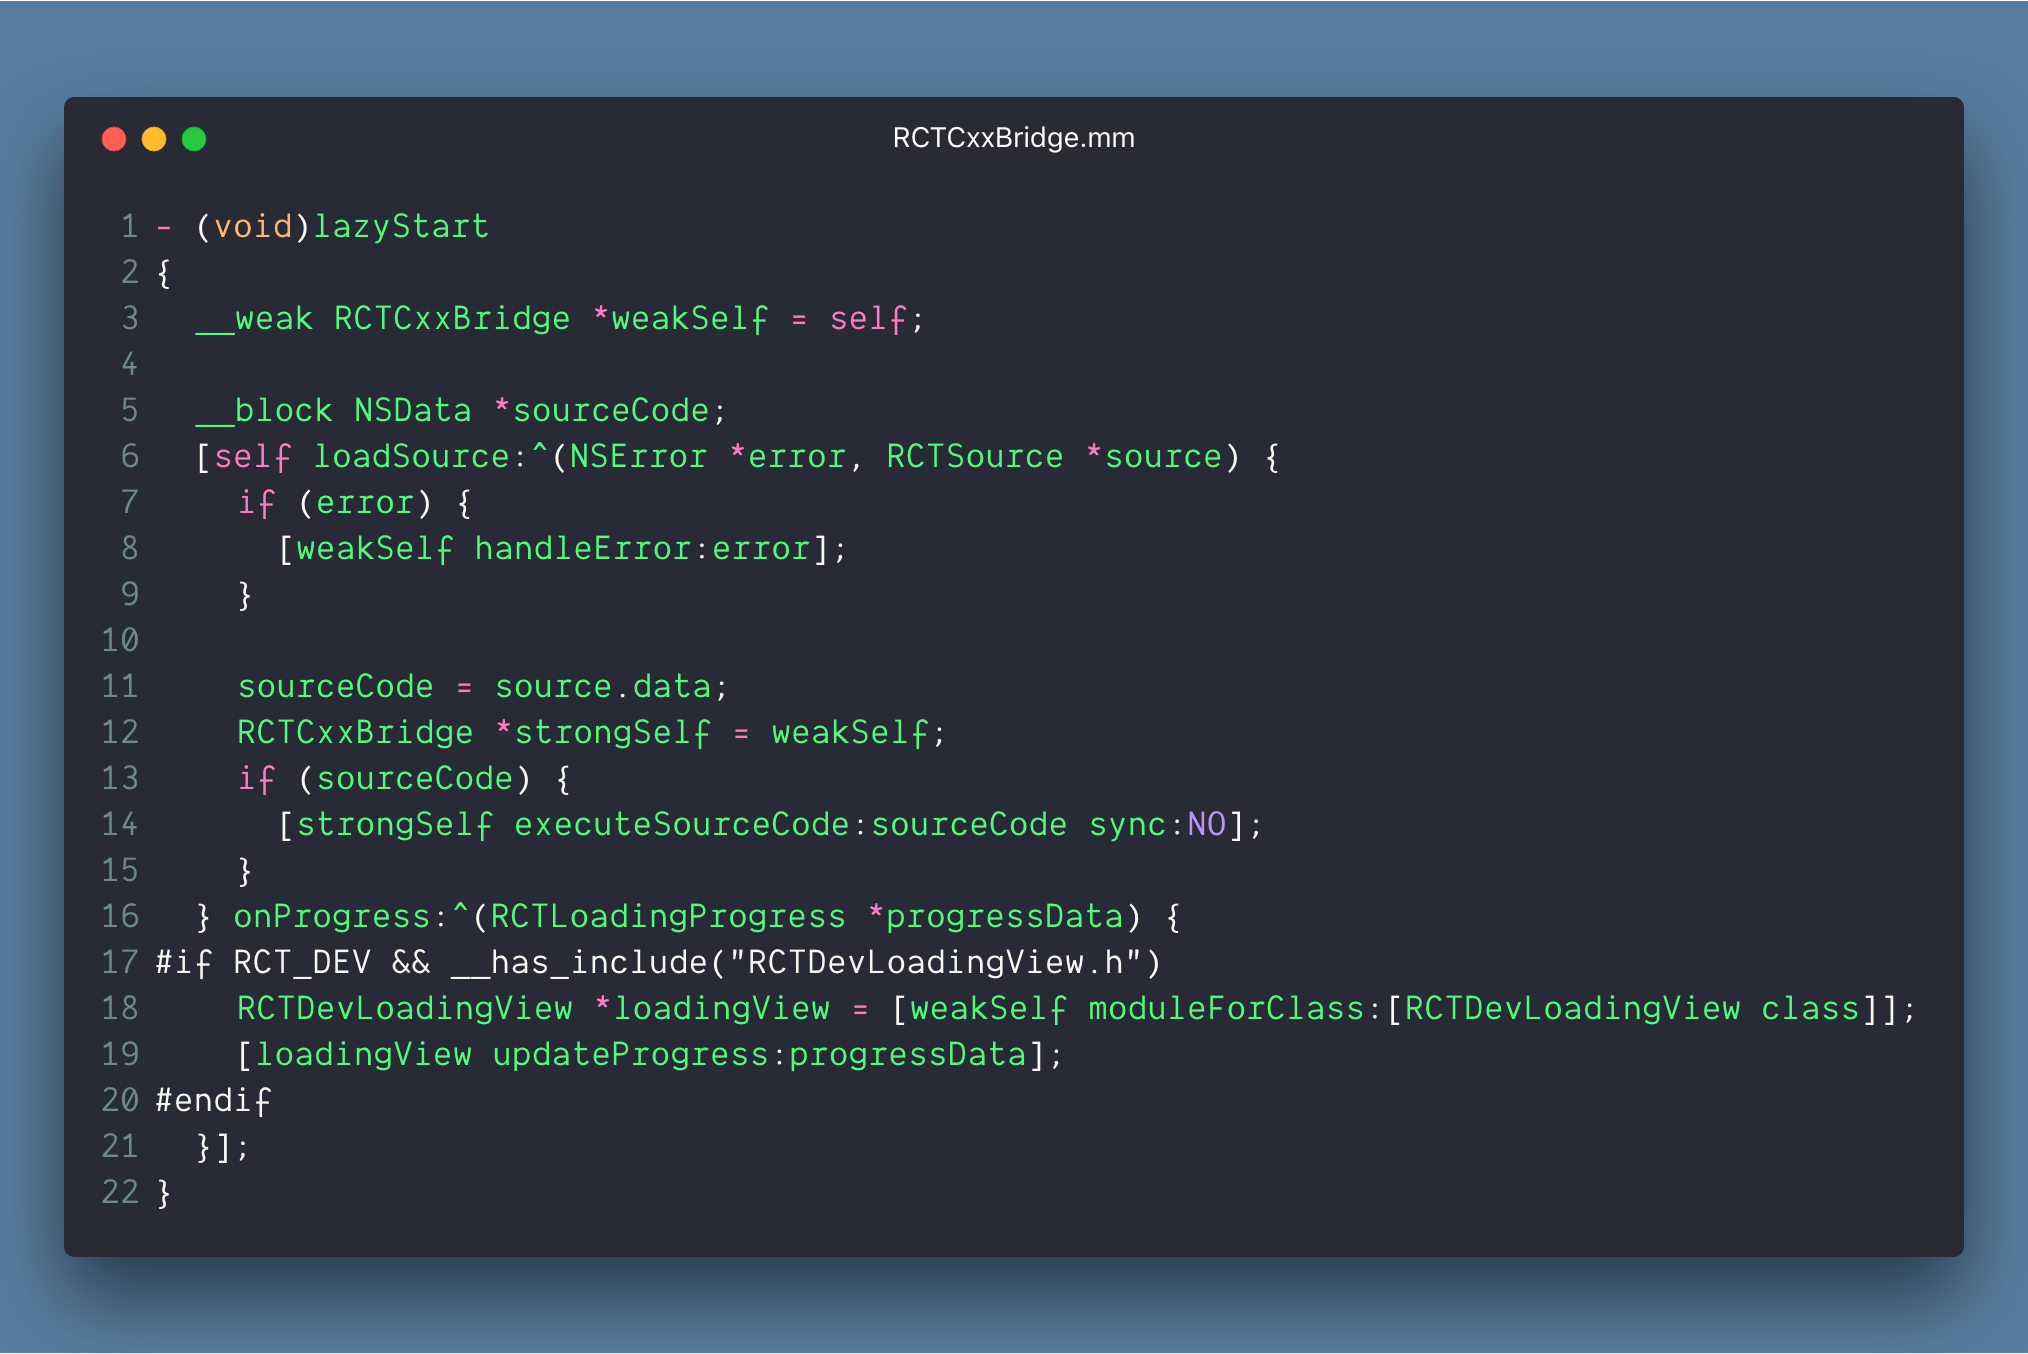 RCTCxxBridge.mm
1 - (void)lazyStart
2 {
3   __weak RCTCxxBridge *weakSelf = self;
4
5   __block NSData *sourceCode;
6   [self loadSource:^(NSError *error, RCTSource *source) {
7     if (error) {
8       [weakSelf handleError:error];
9     }
10
11     sourceCode = source.data;
12     RCTCxxBridge *strongSelf = weakSelf;
13     if (sourceCode) {
14       [strongSelf executeSourceCode:sourceCode sync:NO];
15     }
16   } onProgress:^(RCTLoadingProgress *progressData) {
17 #if RCT_DEV && __has_include("RCTDevLoadingView.h")
18     RCTDevLoadingView *loadingView = [weakSelf moduleForClass:[RCTDevLoadingView class]];
19     [loadingView updateProgress:progressData];
20 #endif
21   }];
22 }